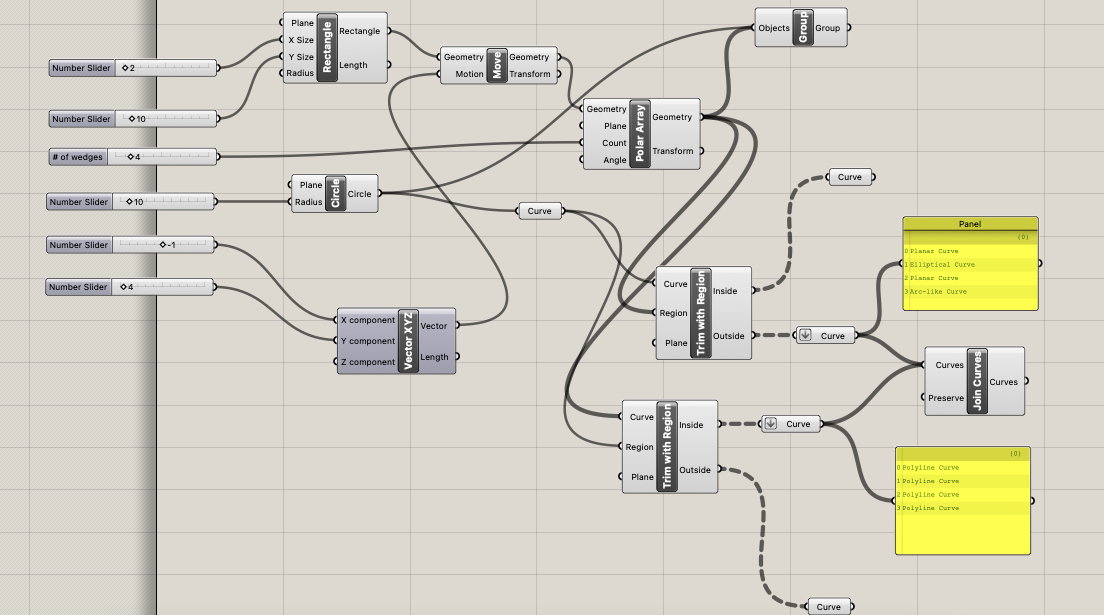 Number Slider 2
Number Slider 10
# of wedges 4
Number Slider 10
Number Slider -1
Number Slider 4
Plane
X Size
Y Size
Radius
Rectangle
Rectangle
Length
Geometry
Motion
Move
Geometry
Transform
Geometry
Plane
Count
Angle
Polar Array
Geometry
Transform
Objects
Group
Group
Plane
Radius
Circle
Circle
Curve
X component
Y component
Z component
Vector XYZ
Vector
Length
Curve
Region
Plane
Trim with Region
Inside
Outside
Curve
Curve
Panel
{0}
0 Planar Curve
1 Elliptical Curve
2 Planar Curve
3 Arc-like Curve
Curves
Preserve
Join Curves
Curves
Curve
Region
Plane
Trim with Region
Inside
Outside
Curve
{0}
0 Polyline Curve
1 Polyline Curve
2 Polyline Curve
3 Polyline Curve
Curve